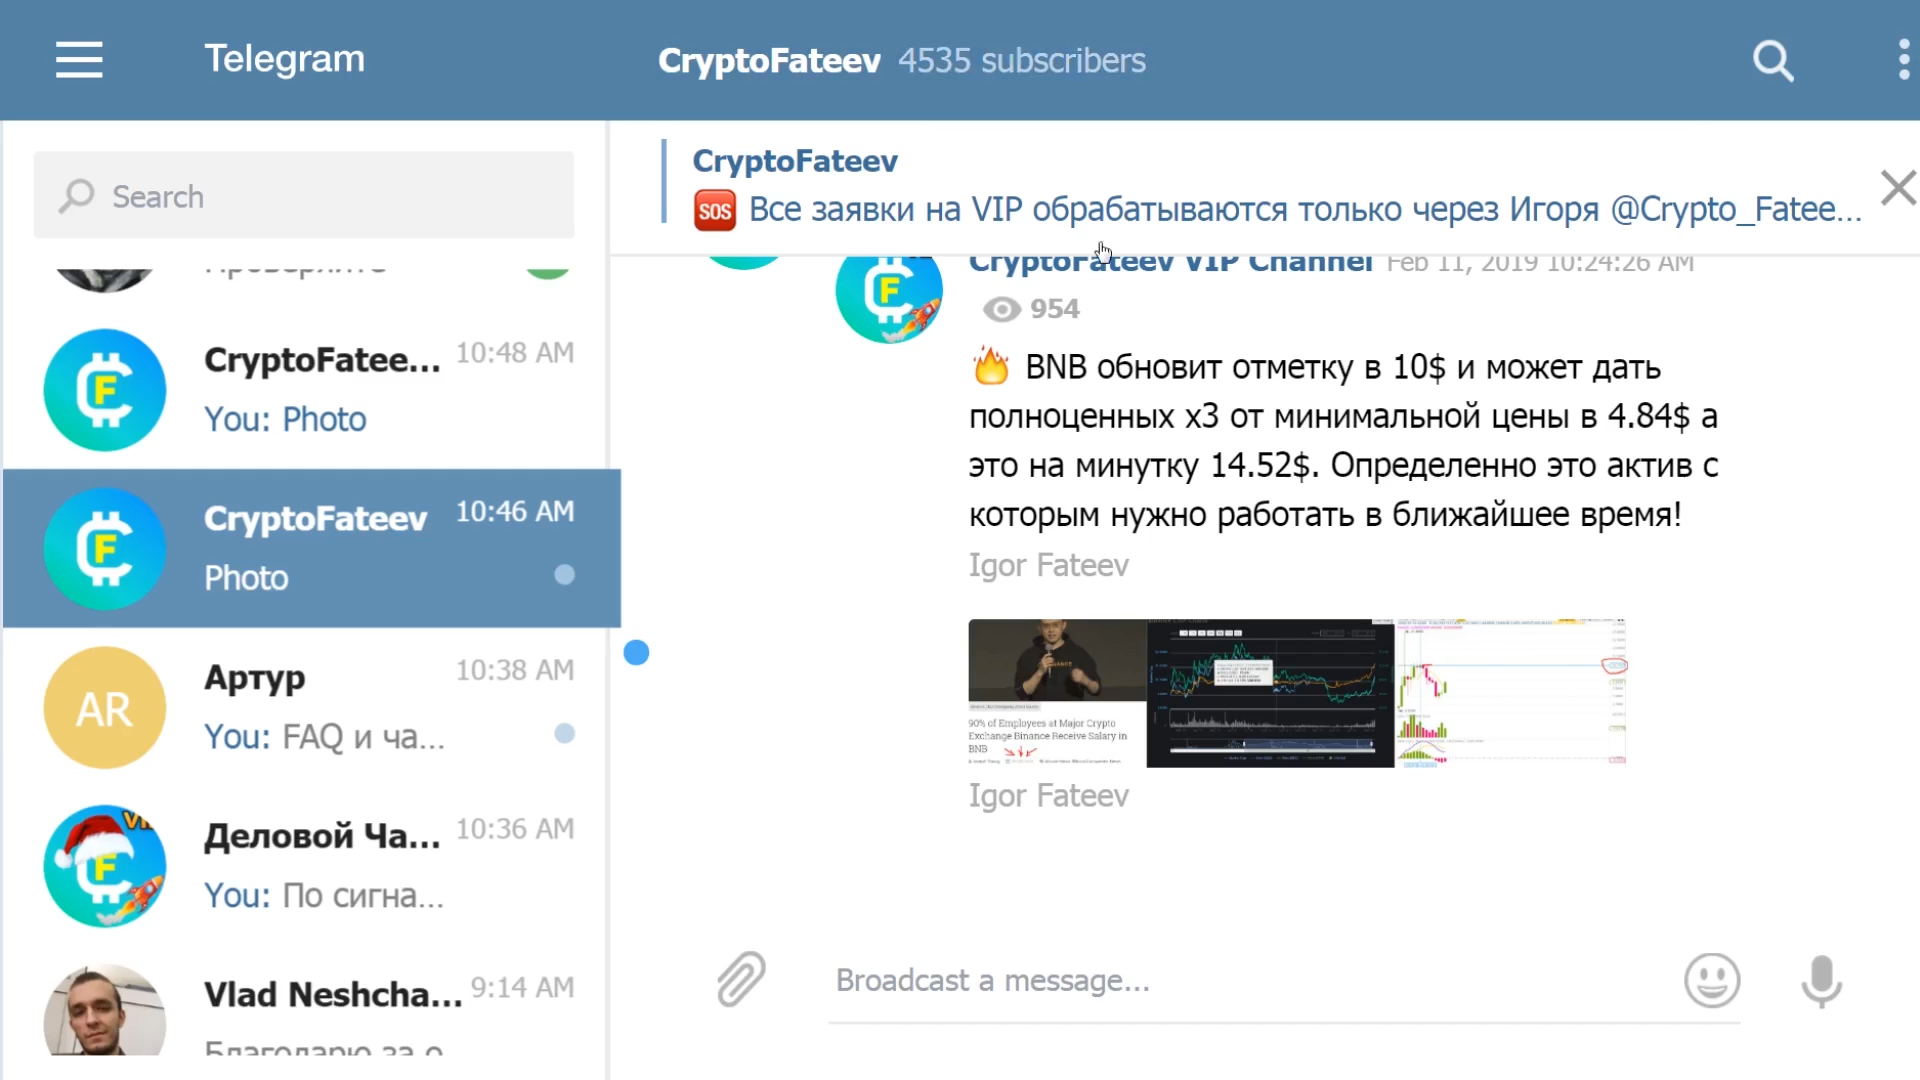 Telegram
CryptoFateev 4535 subscribers
Search
CryptoFatee... 10:48 AM
You: Photo
CryptoFateev 10:46 AM
Photo
AR
Артур 10:38 AM
You: FAQ и ча...
Деловой Ча... 10:36 AM
You: По сигна...
Vlad Neshcha... 9:14 AM
Благодарю за о
CryptoFateev
SOS Все заявки на VIP обрабатываются только через Игоря @Crypto_Fatee...
CryptoFateev VIP Channel Feb 11, 2019 10:24:26 AM
954
BNB обновит отметку в 10$ и может дать
полноценных х3 от минимальной цены в 4.84$ а
это на минутку 14.52$. Определенно это актив с
которым нужно работать в ближайшее время!
Igor Fateev
90% of Employees at Major Crypto
Exchange Binance Receive Salary in
BNB
Igor Fateev
Broadcast a message...